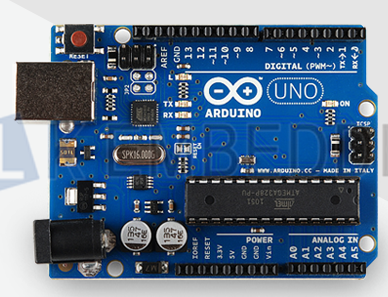 RESET
AREF
GND
13
12
~11
~10
~9
8
7
~6
~5
4
~3
2
TX→1
RX←0
DIGITAL (PWM~)
TX
RX
L
ARDUINO
UNO
ON
ICSP
SPK16.000G
ATMEL
ATMEGA328P-PU
WWW.ARDUINO.CC - MADE IN ITALY
IOREF
RESET
3.3V
5V
GND
GND
Vin
POWER
ANALOG IN
A0
A1
A2
A3
A4
A5